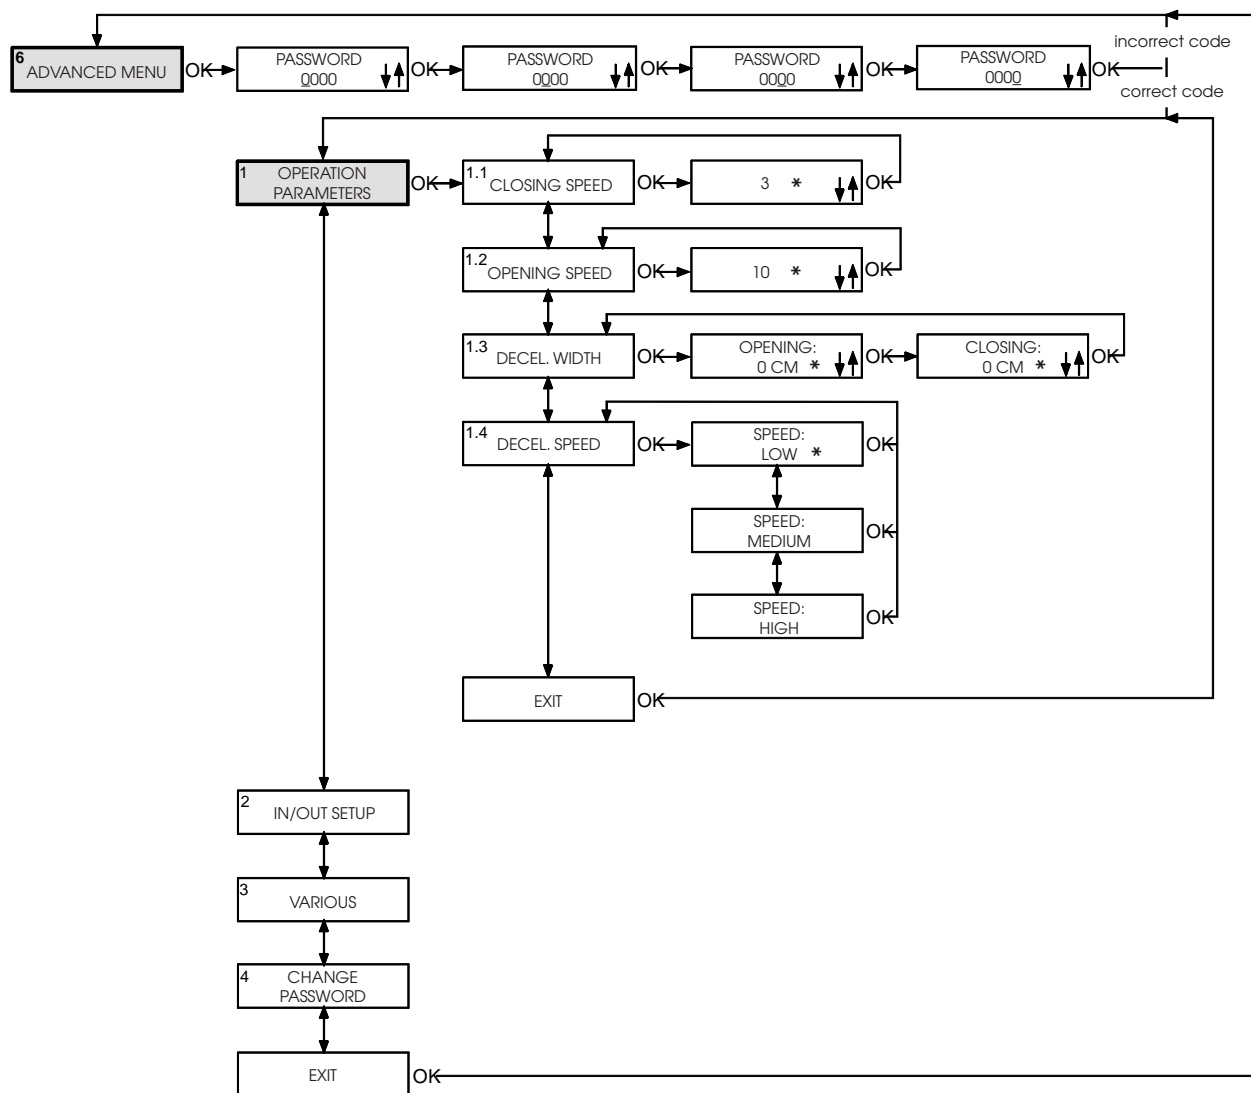 6
ADVANCED MENU
OK
PASSWORD
0000
OK
PASSWORD
0000
OK
PASSWORD
0000
OK
PASSWORD
0000
OK
incorrect code
correct code
1
OPERATION
PARAMETERS
OK
1.1
CLOSING SPEED
OK
3 *
OK
1.2
OPENING SPEED
OK
10 *
OK
1.3
DECEL. WIDTH
OK
OPENING:
0 CM *
OK
CLOSING:
0 CM *
OK
1.4
DECEL. SPEED
OK
SPEED:
LOW *
OK
SPEED:
MEDIUM
OK
SPEED:
HIGH
OK
EXIT
OK
2
IN/OUT SETUP
3
VARIOUS
4
CHANGE
PASSWORD
EXIT
OK